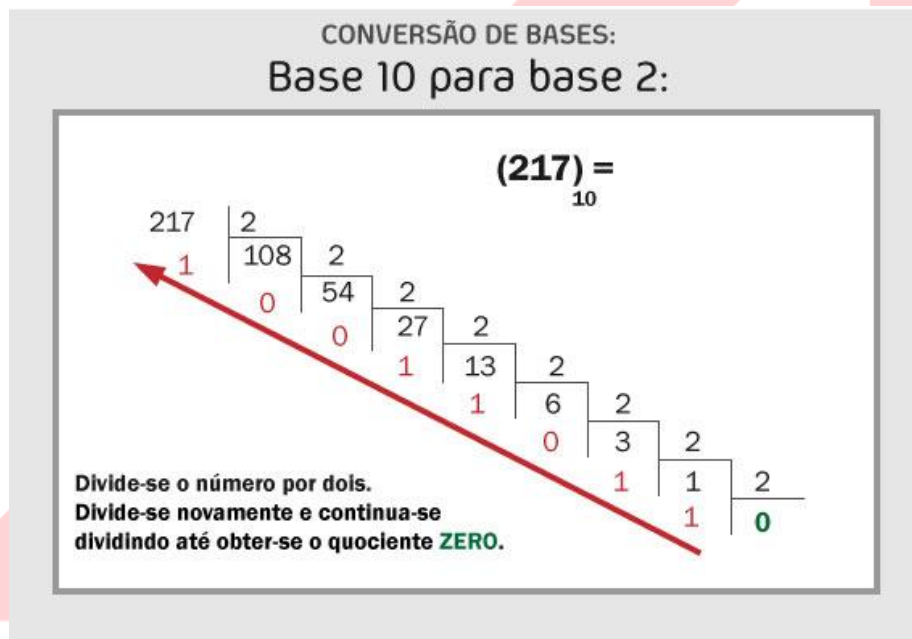 CONVERSÃO DE BASES:
Base 10 para base 2:
(217) =
10
217 2
1 108 2
0 54 2
0 27 2
1 13 2
1 6 2
0 3 2
1 1 2
1 0
Divide-se o número por dois.
Divide-se novamente e continua-se
dividindo até obter-se o quociente ZERO.